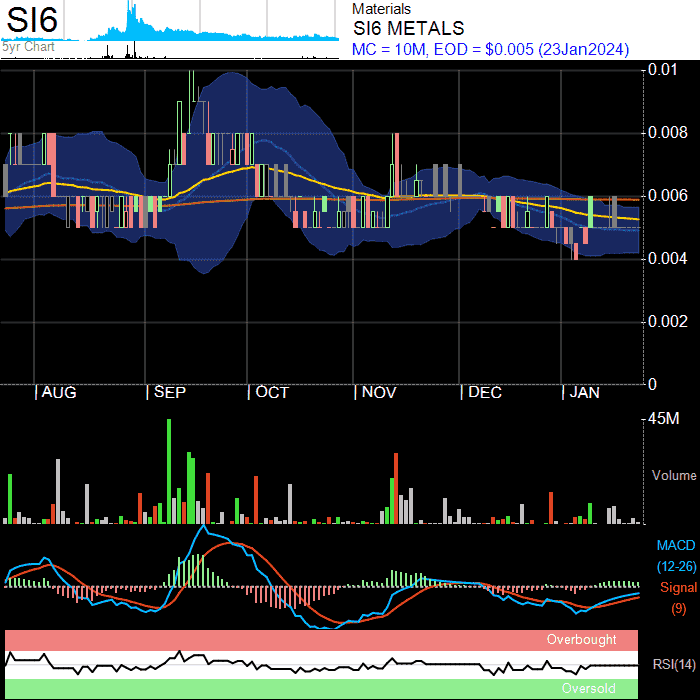 SI6
5yr Chart
Materials
SI6 METALS
MC = 10M, EOD = $0.005 (23Jan2024)
0.01
0.008
0.006
0.004
0.002
0
AUG SEP OCT NOV DEC JAN
45M
Volume
MACD
(12-26)
Signal
(9)
Overbought
RSI(14)
Oversold